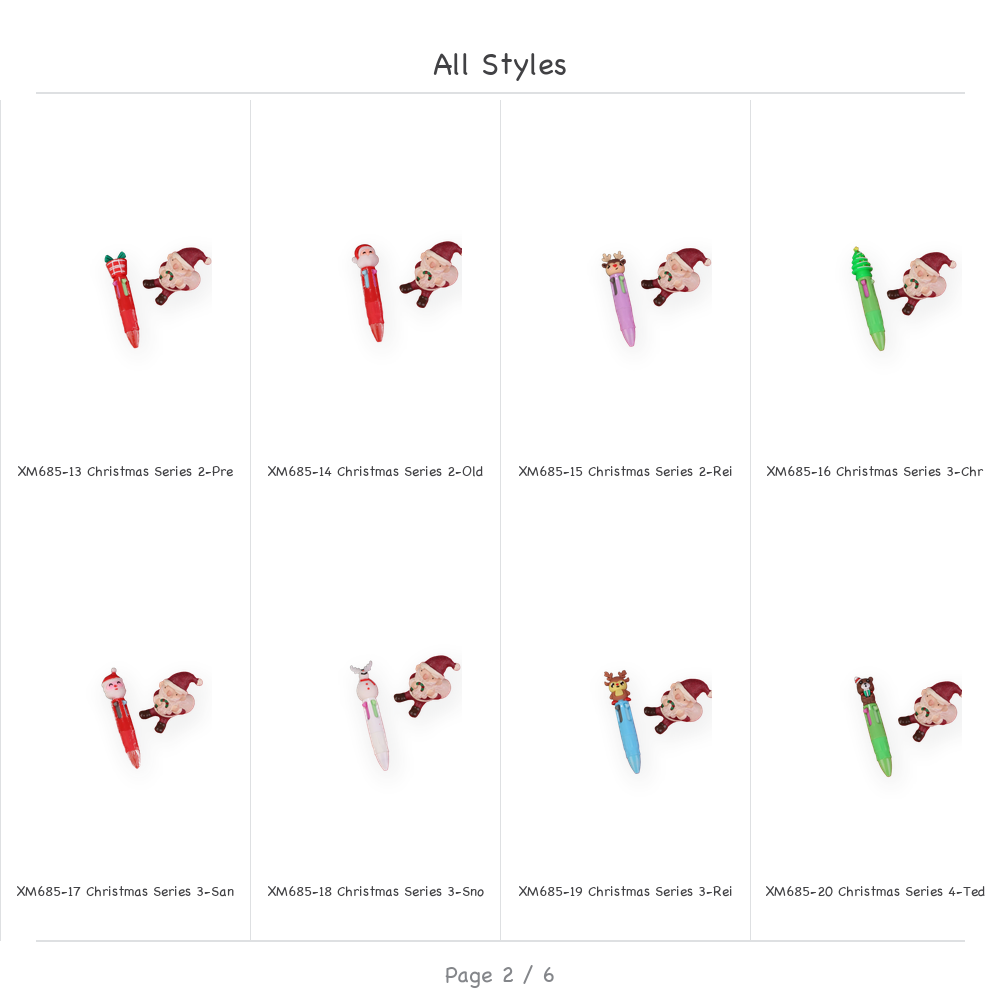 All Styles
XM685-13 Christmas Series 2-Pre
XM685-14 Christmas Series 2-Old
XM685-15 Christmas Series 2-Rei
XM685-16 Christmas Series 3-Chr
XM685-17 Christmas Series 3-San
XM685-18 Christmas Series 3-Sno
XM685-19 Christmas Series 3-Rei
XM685-20 Christmas Series 4-Ted
Page 2 / 6